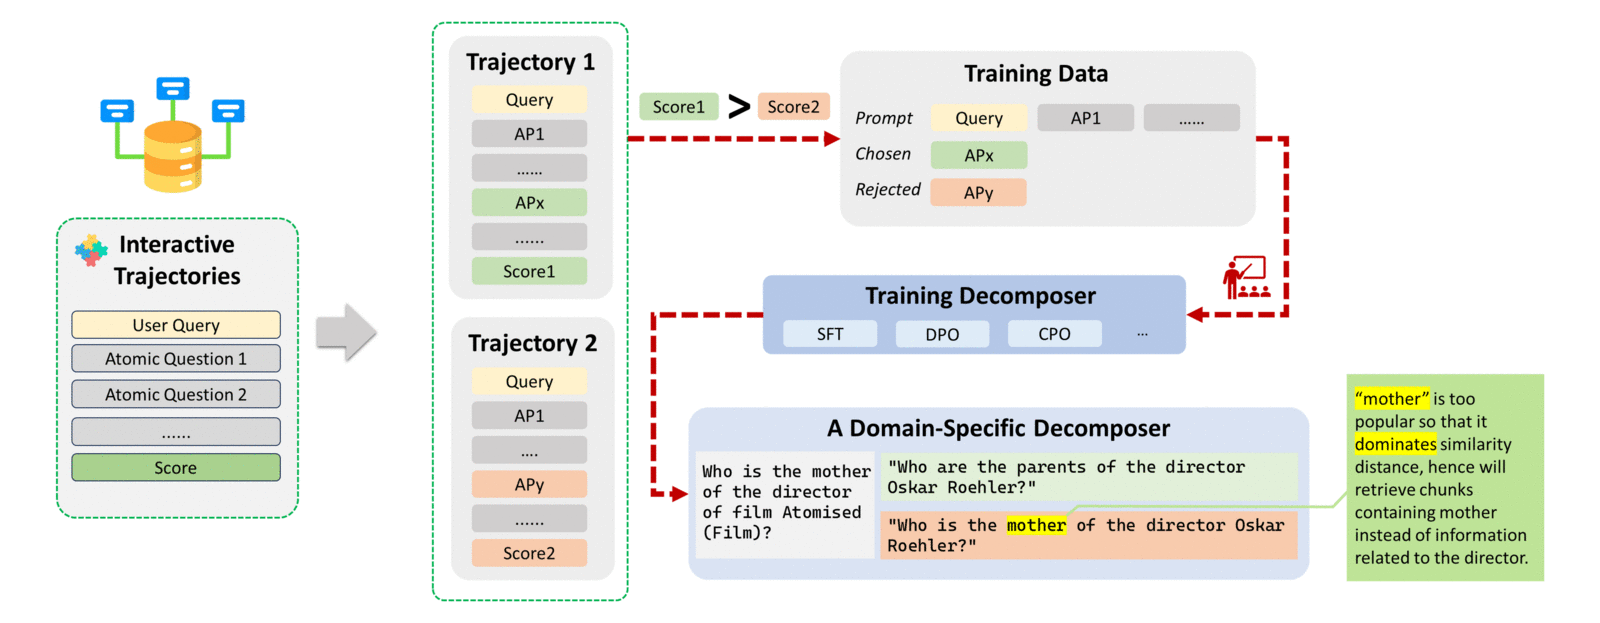 Interactive
Trajectories
User Query
Atomic Question 1
Atomic Question 2
......
Score
Trajectory 1
Query
AP1
......
APx
......
Score1
Trajectory 2
Query
AP1
....
APy
......
Score2
Score1 > Score2
Training Data
Prompt Query AP1 ......
Chosen APx
Rejected APy
Training Decomposer
SFT DPO CPO ...
A Domain-Specific Decomposer
Who is the mother
of the director
of film Atomised
(Film)?
"Who are the parents of the director
Oskar Roehler?"
"Who is the mother of the director Oskar
Roehler?"
“mother” is too
popular so that it
dominates similarity
distance, hence will
retrieve chunks
containing mother
instead of information
related to the director.